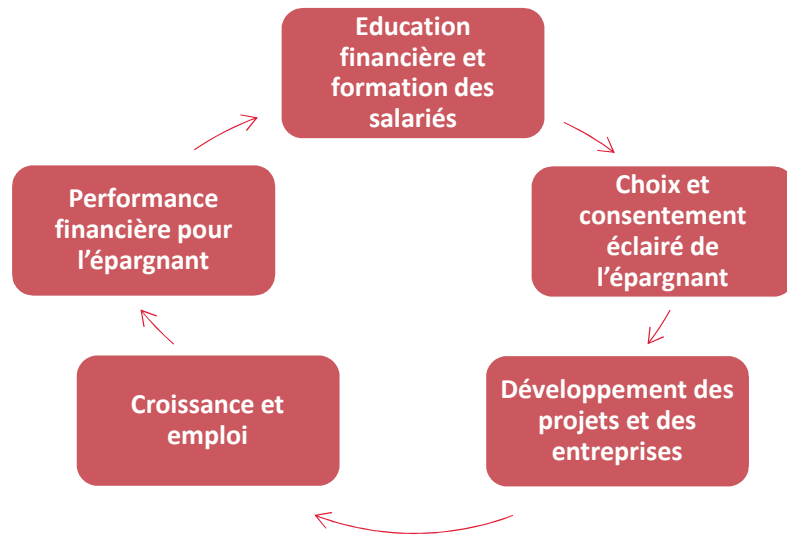 Education
financière et
formation des
salariés
Choix et
consentement
éclairé de
l’épargnant
Développement des
projets et des
entreprises
Croissance et
emploi
Performance
financière pour
l’épargnant